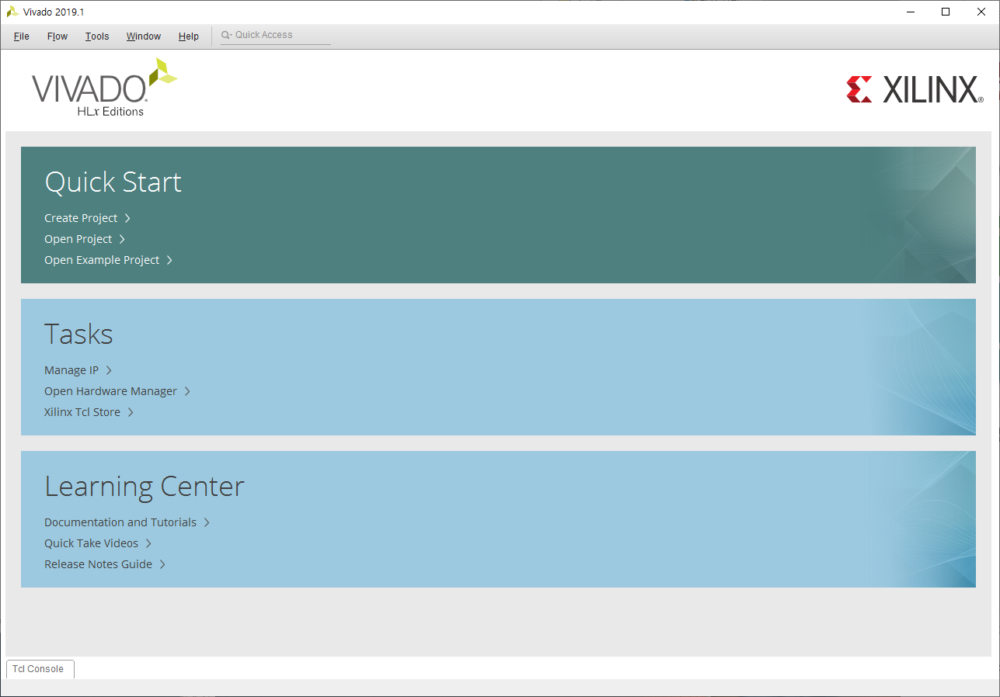 Vivado 2019.1
File Flow Tools Window Help Quick Access
VIVADO®
HLx Editions
XILINX®
Quick Start
Create Project
Open Project
Open Example Project
Tasks
Manage IP
Open Hardware Manager
Xilinx Tcl Store
Learning Center
Documentation and Tutorials
Quick Take Videos
Release Notes Guide
Tcl Console